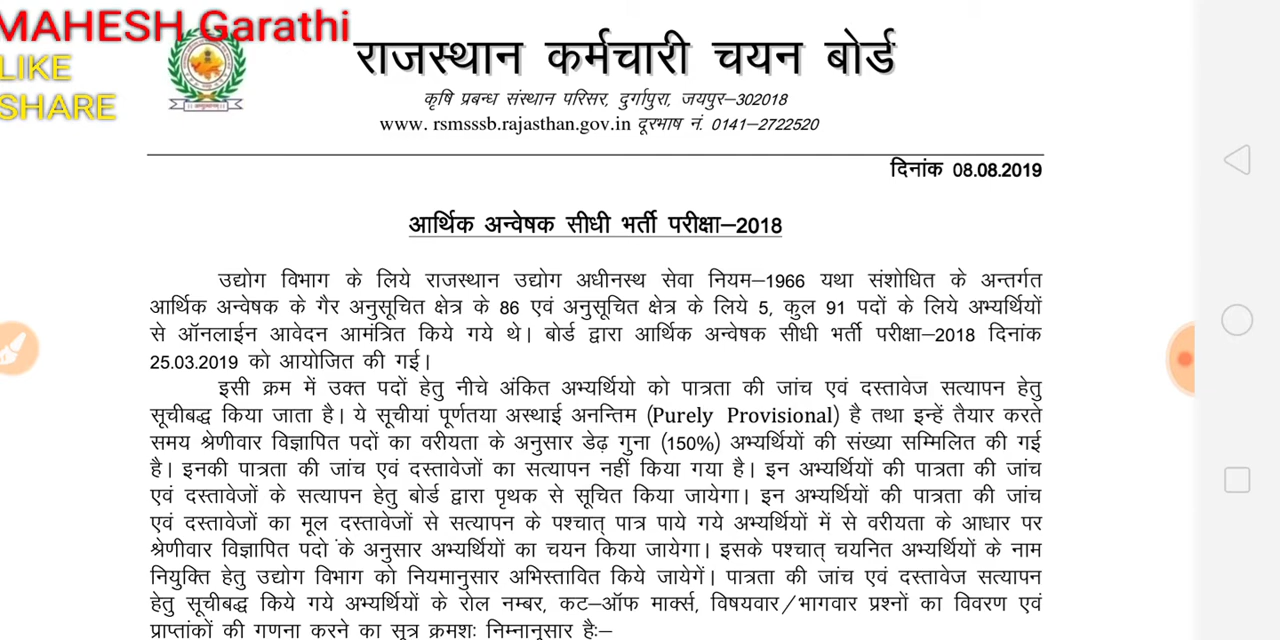 MAHESH Garathi
LIKE
SHARE
राजस्थान कर्मचारी चयन बोर्ड
कृषि प्रबन्ध संस्थान परिसर, दुर्गापुरा, जयपुर–302018
www. rsmsssb.rajasthan.gov.in दूरभाष नं. 0141–2722520
दिनांक 08.08.2019
आर्थिक अन्वेषक सीधी भर्ती परीक्षा–2018
उद्योग विभाग के लिये राजस्थान उद्योग अधीनस्थ सेवा नियम–1966 यथा संशोधित के अन्तर्गत
आर्थिक अन्वेषक के गैर अनुसूचित क्षेत्र के 86 एवं अनुसूचित क्षेत्र के लिये 5, कुल 91 पदों के लिये अभ्यर्थियों
से ऑनलाईन आवेदन आमंत्रित किये गये थे। बोर्ड द्वारा आर्थिक अन्वेषक सीधी भर्ती परीक्षा–2018 दिनांक
25.03.2019 को आयोजित की गई।
इसी क्रम में उक्त पदों हेतु नीचे अंकित अभ्यर्थियो को पात्रता की जांच एवं दस्तावेज सत्यापन हेतु
सूचीबद्ध किया जाता है। ये सूचीयां पूर्णतया अस्थाई अनन्तिम (Purely Provisional) है तथा इन्हें तैयार करते
समय श्रेणीवार विज्ञापित पदों का वरीयता के अनुसार डेढ़ गुना (150%) अभ्यर्थियों की संख्या सम्मिलित की गई
है। इनकी पात्रता की जांच एवं दस्तावेजों का सत्यापन नहीं किया गया है। इन अभ्यर्थियों की पात्रता की जांच
एवं दस्तावेजों के सत्यापन हेतु बोर्ड द्वारा पृथक से सूचित किया जायेगा। इन अभ्यर्थियों की पात्रता की जांच
एवं दस्तावेजों का मूल दस्तावेजों से सत्यापन के पश्चात् पात्र पाये गये अभ्यर्थियों में से वरीयता के आधार पर
श्रेणीवार विज्ञापित पदो के अनुसार अभ्यर्थियों का चयन किया जायेगा। इसके पश्चात् चयनित अभ्यर्थियों के नाम
नियुक्ति हेतु उद्योग विभाग को नियमानुसार अभिस्तावित किये जायेगें। पात्रता की जांच एवं दस्तावेज सत्यापन
हेतु सूचीबद्ध किये गये अभ्यर्थियों के रोल नम्बर, कट–ऑफ मार्क्स, विषयवार/भागवार प्रश्नों का विवरण एवं
प्राप्तांकों की गणना करने का सूत्र क्रमशः निम्नानुसार हैः–